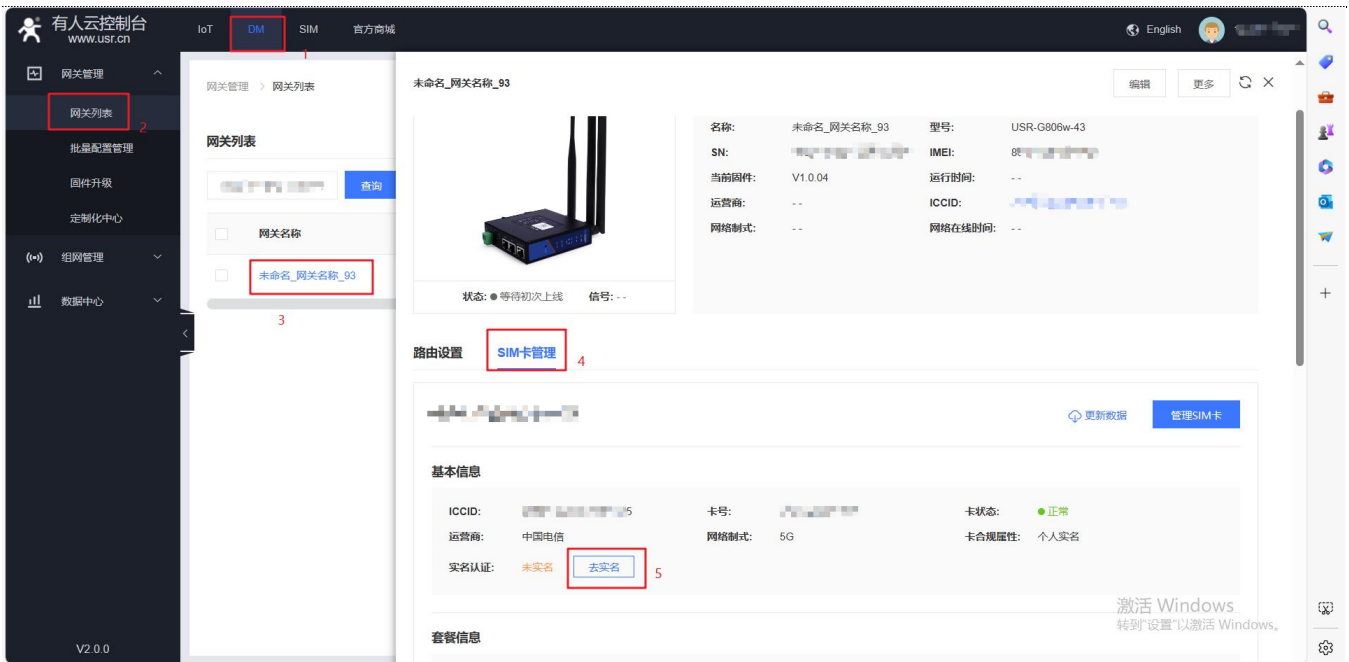 有人云控制台
www.usr.cn
IoT DM SIM 官方商城
English
1
网关管理
网关列表
2
批量配置管理
固件升级
定制化中心
组网管理
数据中心
V2.0.0
网关管理 > 网关列表
网关列表
查询
网关名称
未命名_网关名称_93
3
未命名_网关名称_93
编辑 更多
状态: 等待初次上线 信号: - -
名称: 未命名_网关名称_93 型号: USR-G806w-43
SN: IMEI: 8
当前固件: V1.0.04 运行时间: - -
运营商: - - ICCID:
网络制式: - - 网络在线时间: - -
路由设置 SIM卡管理 4
更新数据 管理SIM卡
基本信息
ICCID: 5 卡号: 卡状态: 正常
运营商: 中国电信 网络制式: 5G 卡合规属性: 个人实名
实名认证: 未实名 去实名 5
套餐信息
激活 Windows
转到"设置"以激活 Windows。